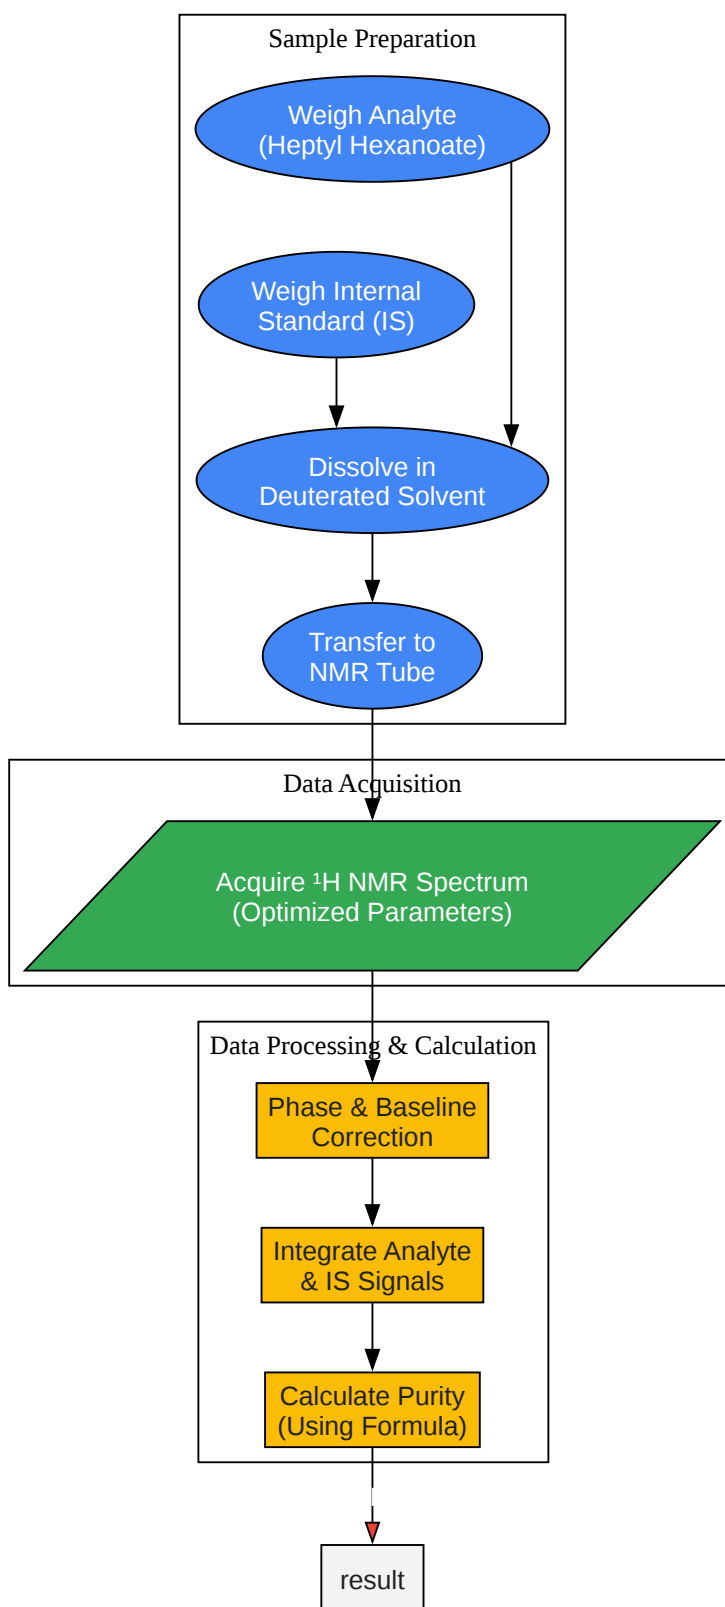 Sample Preparation
Weigh Analyte
(Heptyl Hexanoate)
Weigh Internal
Standard (IS)
Dissolve in
Deuterated Solvent
Transfer to
NMR Tube
Data Acquisition
Acquire ¹H NMR Spectrum
(Optimized Parameters)
Data Processing & Calculation
Phase & Baseline
Correction
Integrate Analyte
& IS Signals
Calculate Purity
(Using Formula)
result